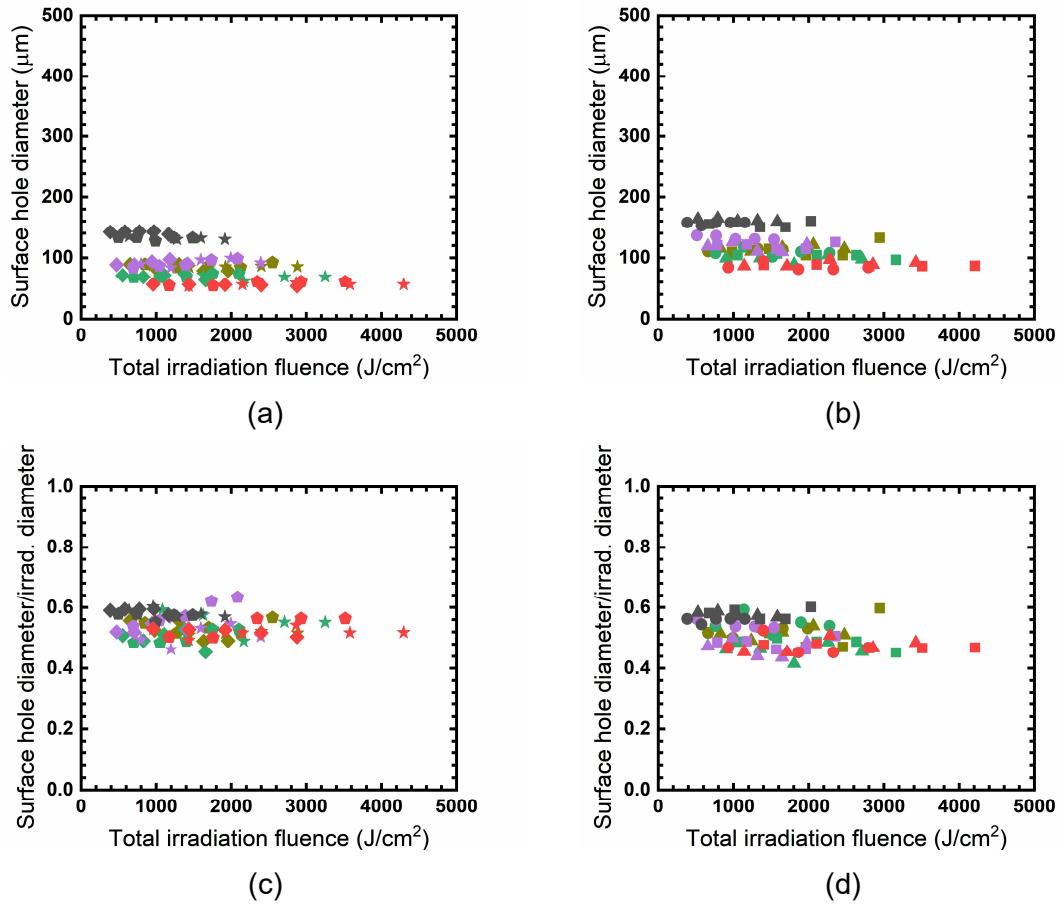 500
400
300
200
100
0
Surface hole diameter (μm)
0 1000 2000 3000 4000 5000
Total irradiation fluence (J/cm²)
(a)
500
400
300
200
100
0
Surface hole diameter (μm)
0 1000 2000 3000 4000 5000
Total irradiation fluence (J/cm²)
(b)
1.0
0.8
0.6
0.4
0.2
0.0
Surface hole diameter/irrad. diameter
0 1000 2000 3000 4000 5000
Total irradiation fluence (J/cm²)
(c)
1.0
0.8
0.6
0.4
0.2
0.0
Surface hole diameter/irrad. diameter
0 1000 2000 3000 4000 5000
Total irradiation fluence (J/cm²)
(d)